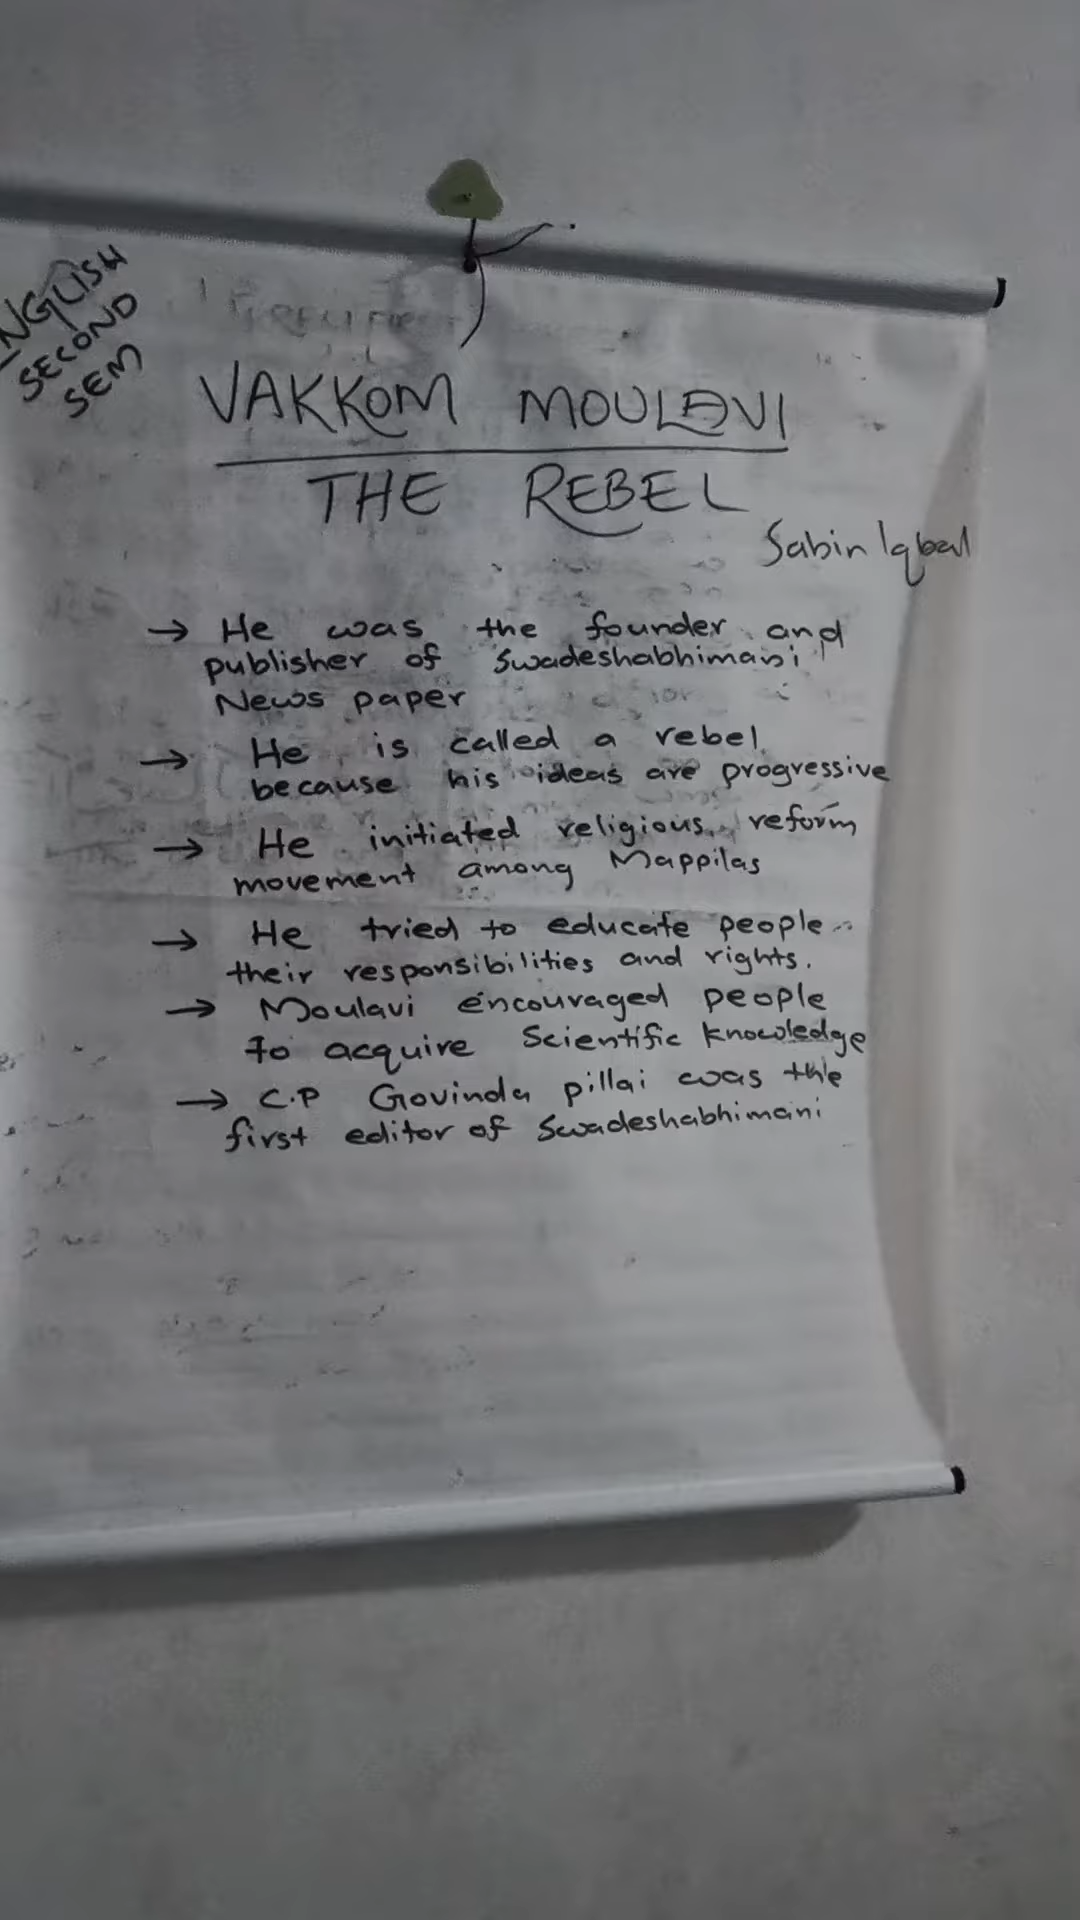 ENGLISH
SECOND
SEM
VAKKOM MOULAVI
THE REBEL
Sabin Iqbal
→ He was the founder and
publisher of Swadeshabhimani
News paper
→ He is called a rebel
because his ideas are progressive
→ He initiated religious reform
movement among Mappilas
→ He tried to educate people
their responsibilities and rights.
→ Moulavi encouraged people
to acquire Scientific knowledge
→ C.P Govinda pillai was the
first editor of Swadeshabhimani